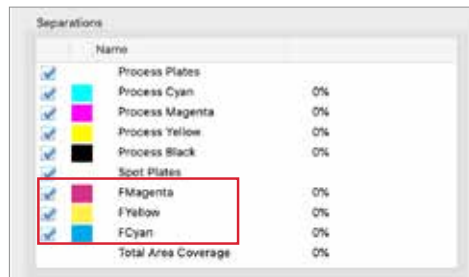 Separations
Name
Process Plates
Process Cyan 0%
Process Magenta 0%
Process Yellow 0%
Process Black 0%
Spot Plates
FMagenta 0%
FYellow 0%
FCyan 0%
Total Area Coverage 0%